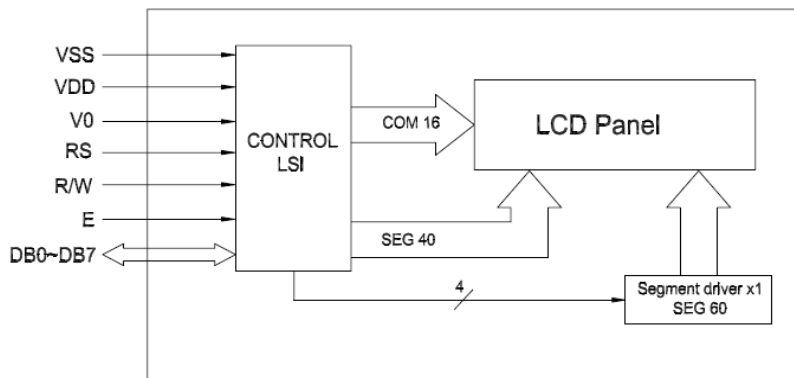 VSS
VDD
V0
RS
R/W
E
DB0~DB7
CONTROL
LSI
COM 16
SEG 40
4
LCD Panel
Segment driver x1
SEG 60